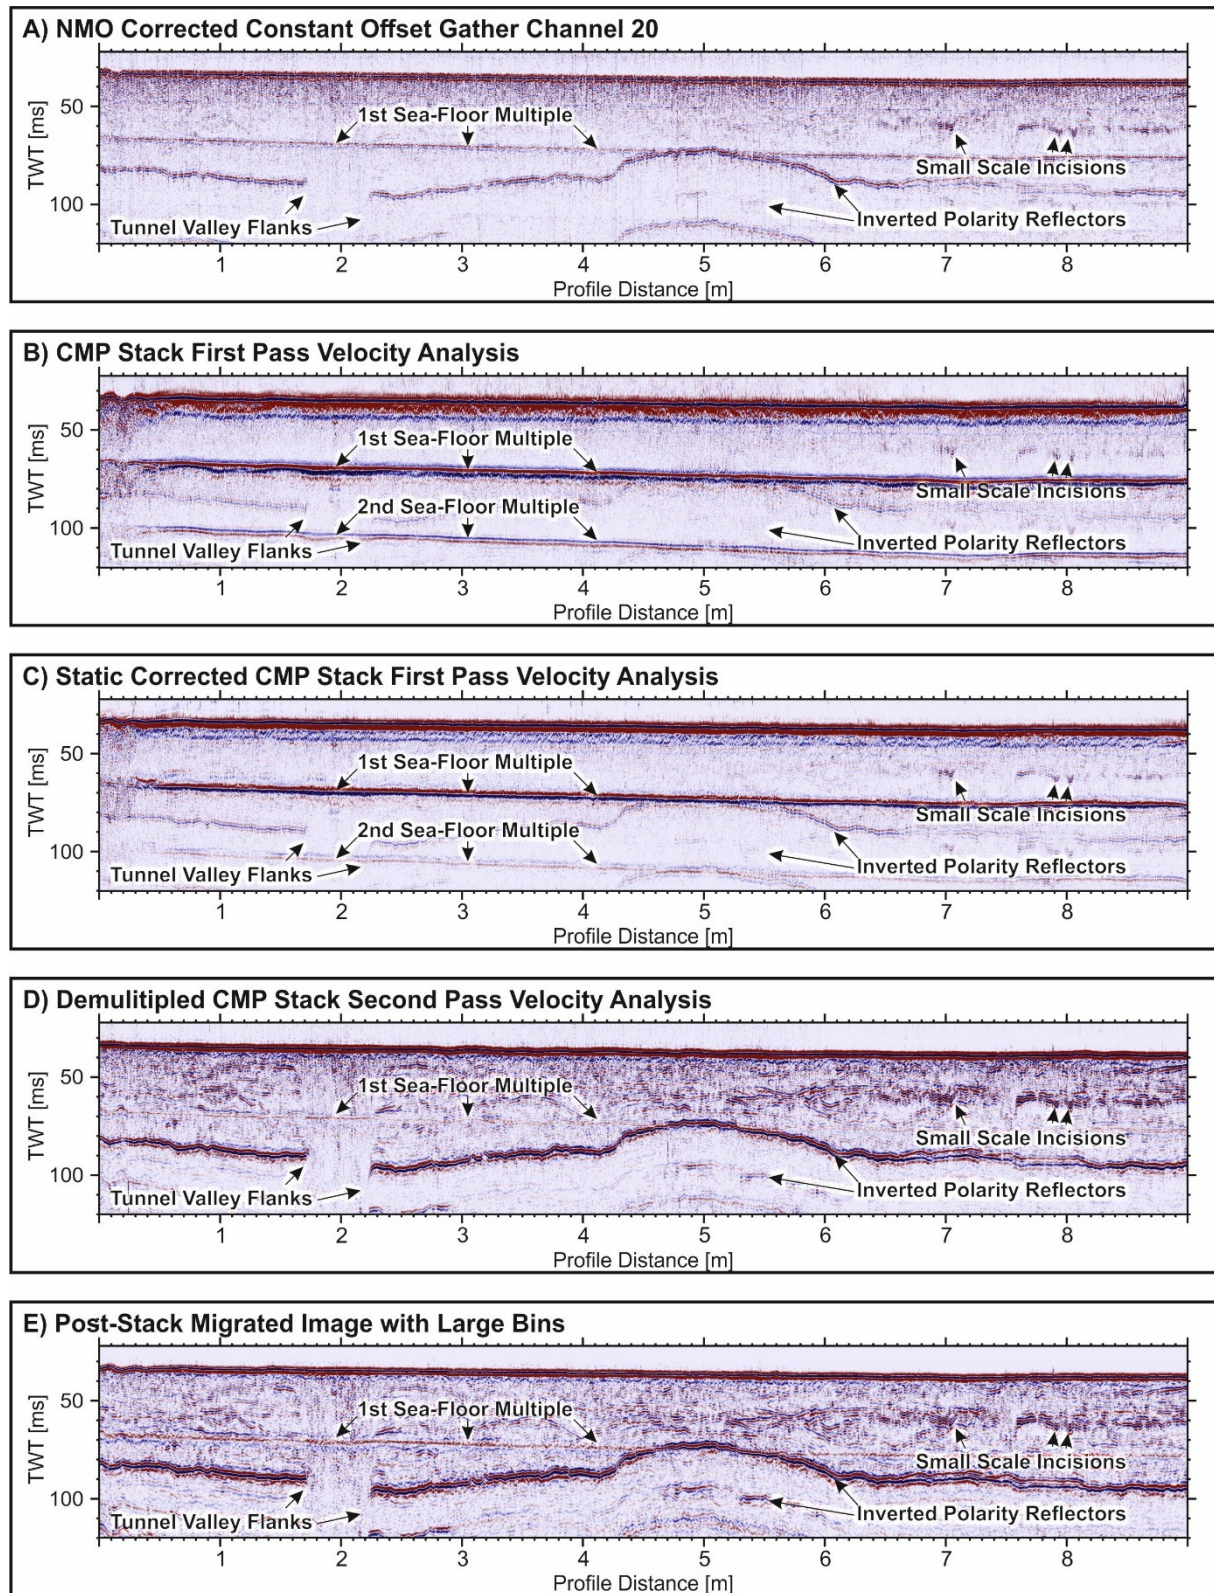 A) NMO Corrected Constant Offset Gather Channel 20
TWT [ms]
50
100
1st Sea-Floor Multiple
Small Scale Incisions
Tunnel Valley Flanks
Inverted Polarity Reflectors
1 2 3 4 5 6 7 8
Profile Distance [m]
B) CMP Stack First Pass Velocity Analysis
TWT [ms]
50
100
1st Sea-Floor Multiple
Small Scale Incisions
2nd Sea-Floor Multiple
Tunnel Valley Flanks
Inverted Polarity Reflectors
1 2 3 4 5 6 7 8
Profile Distance [m]
C) Static Corrected CMP Stack First Pass Velocity Analysis
TWT [ms]
50
100
1st Sea-Floor Multiple
Small Scale Incisions
2nd Sea-Floor Multiple
Tunnel Valley Flanks
Inverted Polarity Reflectors
1 2 3 4 5 6 7 8
Profile Distance [m]
D) Demulitipled CMP Stack Second Pass Velocity Analysis
TWT [ms]
50
100
1st Sea-Floor Multiple
Small Scale Incisions
Tunnel Valley Flanks
Inverted Polarity Reflectors
1 2 3 4 5 6 7 8
Profile Distance [m]
E) Post-Stack Migrated Image with Large Bins
TWT [ms]
50
100
1st Sea-Floor Multiple
Small Scale Incisions
Tunnel Valley Flanks
Inverted Polarity Reflectors
1 2 3 4 5 6 7 8
Profile Distance [m]